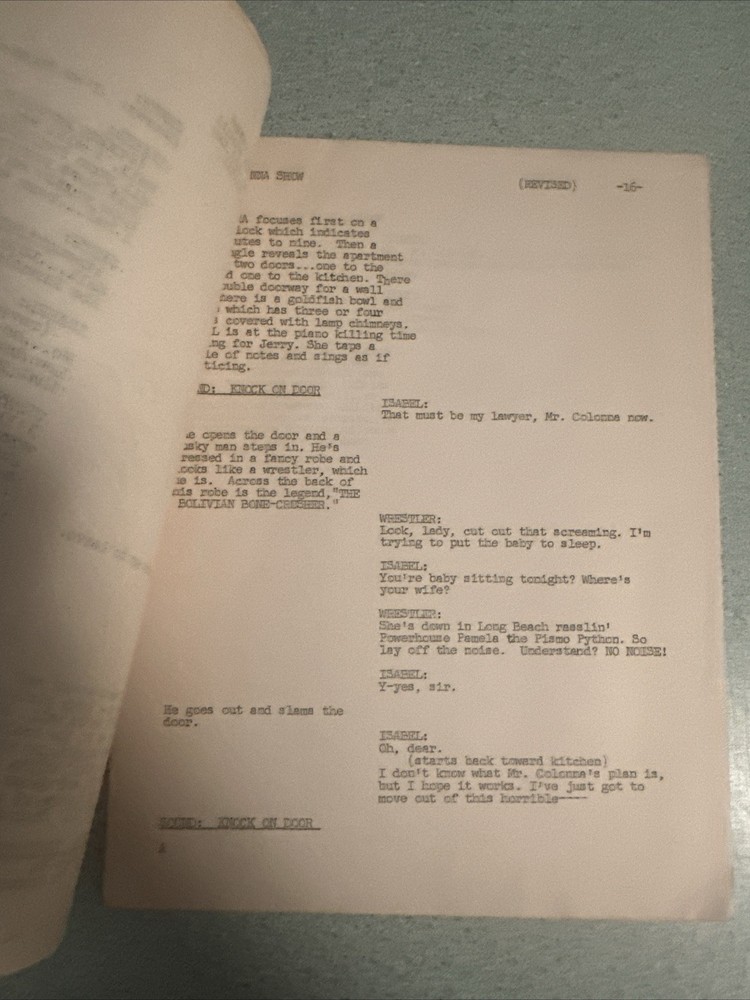 NNA SHOW (REVISED) -16-
A focuses first on a
lock which indicates
utes to nine. Then a
ngle reveals the apartment
two doors...one to the
d one to the kitchen. There
ouble doorway for a wall
here is a goldfish bowl and
which has three or four
s covered with lamp chimneys.
L is at the piano killing time
ng for Jerry. She taps a
le of notes and sings as if
ticing.
ND: KNOCK ON DOOR
ISABEL:
That must be my lawyer, Mr. Colonna now.
e opens the door and a
usky man steps in. He's
ressed in a fancy robe and
ooks like a wrestler, which
he is. Across the back of
his robe is the legend,"THE
BOLIVIAN BONE-CRUSHER."
WRESTLER:
Look, lady, cut out that screaming. I'm
trying to put the baby to sleep.
ISABEL:
You're baby sitting tonight? Where's
your wife?
WRESTLER:
She's down in Long Beach rasslin'
Powerhouse Pamela the Pismo Python. So
lay off the noise. Understand? NO NOISE!
ISABEL:
Y-yes, sir.
He goes out and slams the
door.
ISABEL:
Oh, dear.
(starts back toward kitchen)
I don't know what Mr. Colonna's plan is,
but I hope it works. I've just got to
move out of this horrible----
SOUND: KNOCK ON DOOR
A